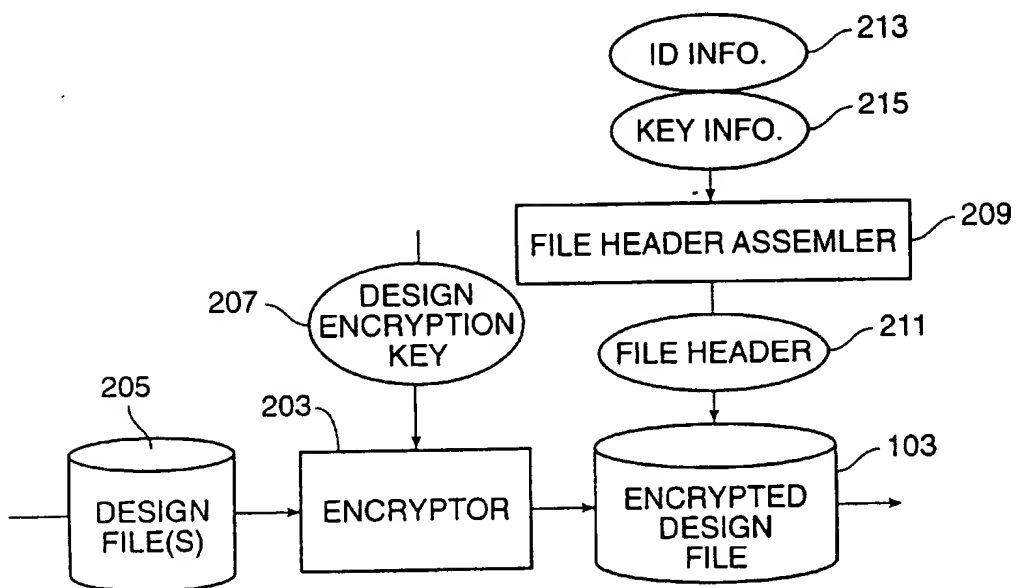 213
ID INFO.
215
KEY INFO.
209
FILE HEADER ASSEMLER
207
DESIGN
ENCRYPTION
KEY
211
FILE HEADER
205
203
103
DESIGN
FILE(S)
ENCRYPTOR
ENCRYPTED
DESIGN
FILE